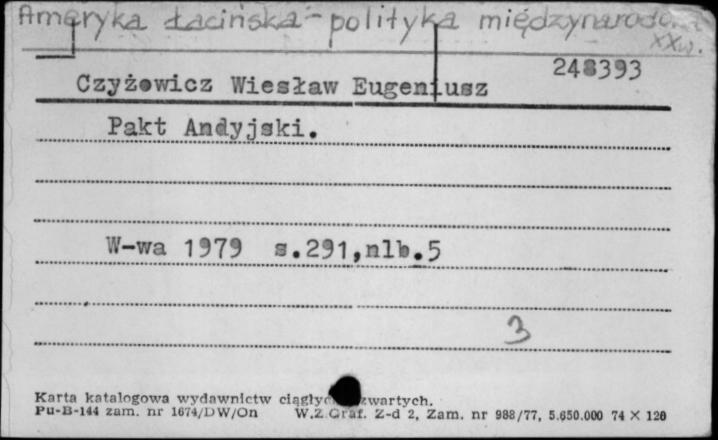 Ameryka Łacińska - polityka międzynarodowa
XXw.
248393
Czyżowicz Wiesław Eugeniusz
Pakt Andyjski.
W-wa 1979 s.291,nlb.5
3
Karta katalogowa wydawnictw zwartych.
Pu-B-144 zam. nr 1674/DW/On W.Z.Graf. Z-d 2, Zam. nr 988/77, 5.650.000 74 X 120